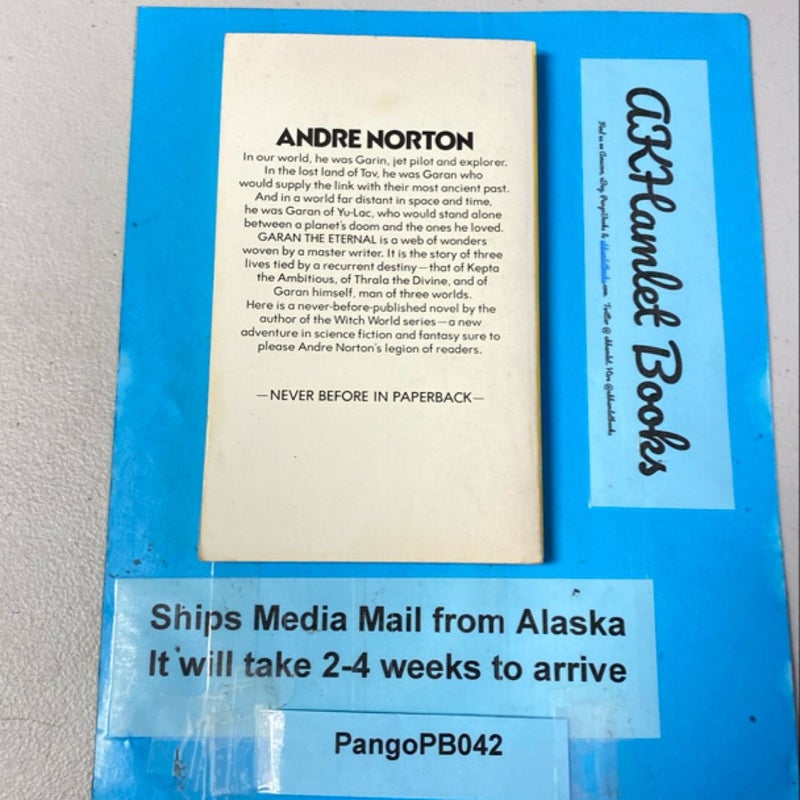 ANDRE NORTON
In our world, he was Garin, jet pilot and explorer.
In the lost land of Tav, he was Garan who
would supply the link with their most ancient past.
And in a world far distant in space and time,
he was Garan of Yu-Lac, who would stand alone
between a planet's doom and the ones he loved.
GARAN THE ETERNAL is a web of wonders
woven by a master writer. It is the story of three
lives tied by a recurrent destiny—that of Kepta
the Ambitious, of Thrala the Divine, and of
Garan himself, man of three worlds.
Here is a never-before-published novel by the
author of the Witch World series—a new
adventure in science fiction and fantasy sure to
please Andre Norton's legion of readers.
—NEVER BEFORE IN PAPERBACK—
AKHamlet Books
Find us on Amazon, eBay, PangoBooks &
Ships Media Mail from Alaska
It will take 2-4 weeks to arrive
PangoPB042